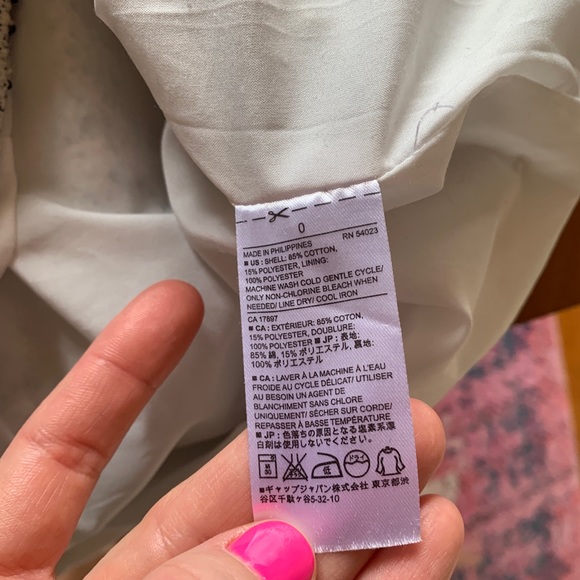 0
MADE IN PHILIPPINES RN 54023
■ US : SHELL: 85% COTTON,
15% POLYESTER, LINING:
100% POLYESTER
MACHINE WASH COLD GENTLE CYCLE/
ONLY NON-CHLORINE BLEACH WHEN
NEEDED/ LINE DRY/ COOL IRON
CA 17897
■ CA : EXTÉRIEUR: 85% COTON,
15% POLYESTER, DOUBLURE:
100% POLYESTER ■ JP : 表地:
85% 綿, 15% ポリエステル, 裏地:
100% ポリエステル
■ CA : LAVER À LA MACHINE À L'EAU
FROIDE AU CYCLE DÉLICAT/ UTILISER
AU BESOIN UN AGENT DE
BLANCHIMENT SANS CHLORE
UNIQUEMENT/ SÉCHER SUR CORDE/
REPASSER À BASSE TEMPÉRATURE
■ JP : 色落ちの原因となる塩素系漂
白剤は使用しないでください。
低 ドライ
■ギャップジャパン株式会社 東京都渋
谷区千駄ヶ谷5-32-10